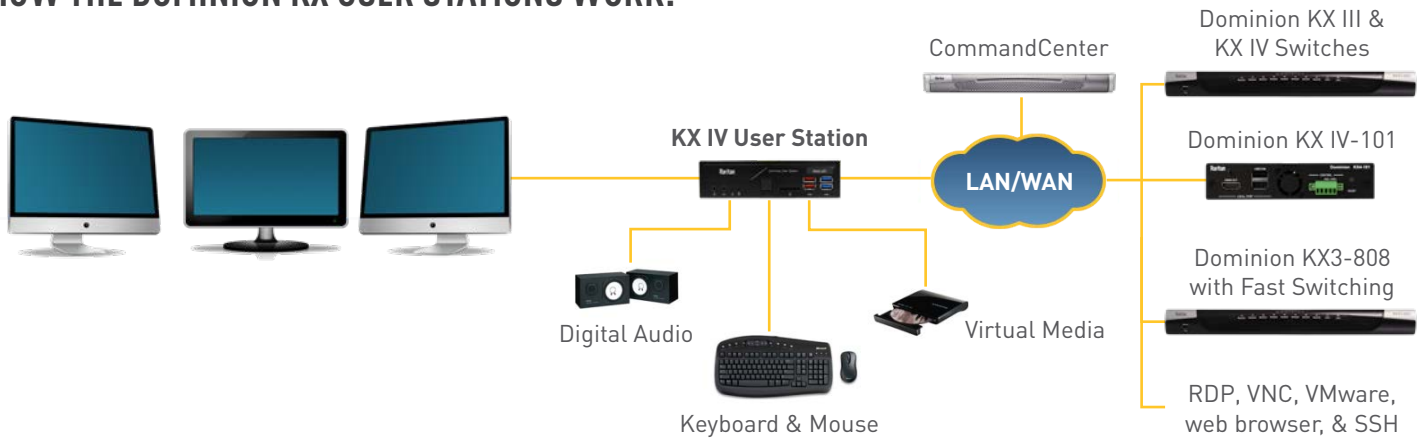 HOW THE DOMINION KX USER STATIONS WORK:
CommandCenter
Dominion KX III &
KX IV Switches
KX IV User Station
Raritan
LAN/WAN
Dominion KX IV-101
Raritan
Digital Audio
Virtual Media
Keyboard & Mouse
Dominion KX3-808
with Fast Switching
RDP, VNC, VMware,
web browser, & SSH